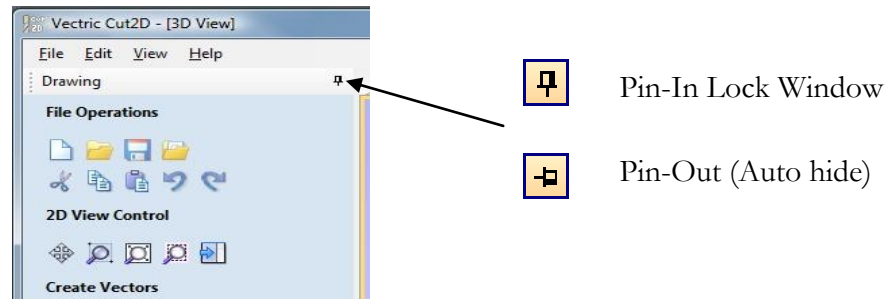 Vectric Cut2D - [3D View]
File Edit View Help
Drawing
File Operations
2D View Control
Create Vectors
Pin-In Lock Window
Pin-Out (Auto hide)